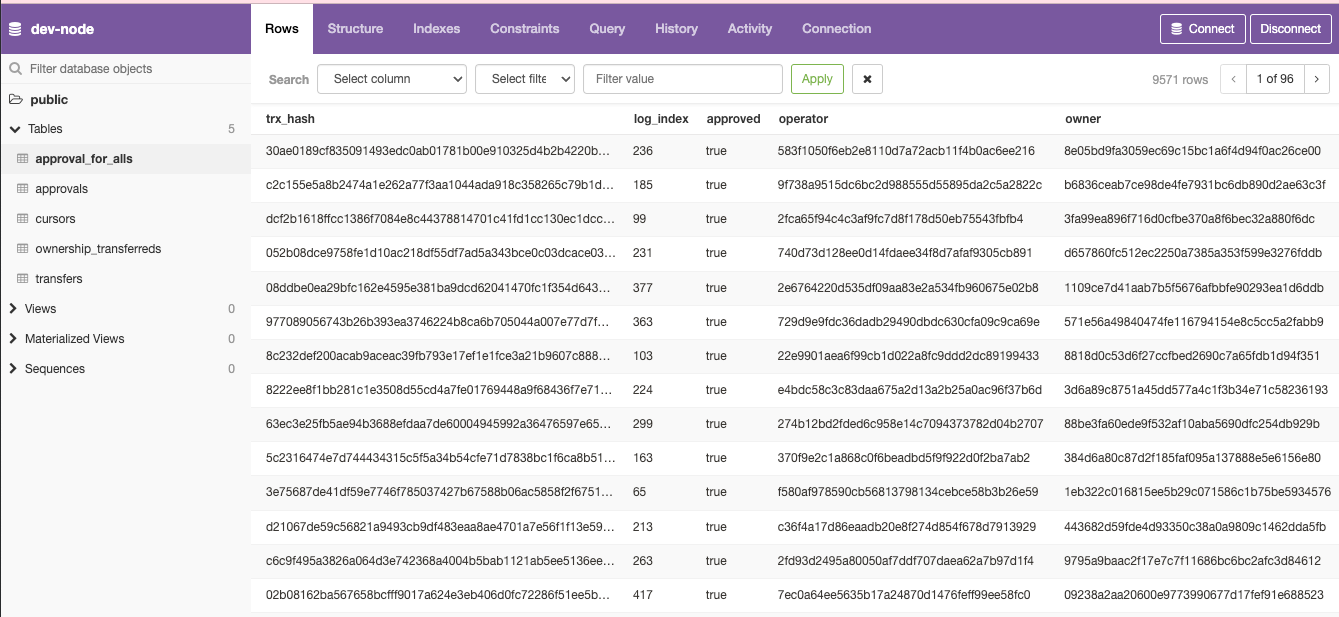 dev-node
Rows Structure Indexes Constraints Query History Activity Connection Connect Disconnect
Filter database objects
Search Select column Select filte Filter value Apply 9571 rows 1 of 96
public
Tables 5
approval_for_alls
approvals
cursors
ownership_transferreds
transfers
Views 0
Materialized Views 0
Sequences 0
trx_hash log_index approved operator owner
30ae0189cf835091493edc0ab01781b00e910325d4b2b4220b… 236 true 583f1050f6eb2e8110d7a72acb11f4b0ac6ee216 8e05bd9fa3059ec69c15bc1a6f4d94f0ac26ce00
c2c155e5a8b2474a1e262a77f3aa1044ada918c358265c79b1d… 185 true 9f738a9515dc6bc2d988555d55895da2c5a2822c b6836ceab7ce98de4fe7931bc6db890d2ae63c3f
dcf2b1618ffcc1386f7084e8c44378814701c41fd1cc130ec1dcc… 99 true 2fca65f94c4c3af9fc7d8f178d50eb75543fbfb4 3fa99ea896f716d0cfbe370a8f6bec32a880f6dc
052b08dce9758fe1d10ac218df55df7ad5a343bce0c03dcace03… 231 true 740d73d128ee0d14fdaee34f8d7afaf9305cb891 d657860fc512ec2250a7385a353f599e3276fddb
08ddbe0ea29bfc162e4595e381ba9dcd62041470fc1f354d643… 377 true 2e6764220d535df09aa83e2a534fb960675e02b8 1109ce7d41aab7b5f5676afbbfe90293ea1d6ddb
977089056743b26b393ea3746224b8ca6b705044a007e77d7f… 363 true 729d9e9fdc36dadb29490dbdc630cfa09c9ca69e 571e56a49840474fe116794154e8c5cc5a2fabb9
8c232def200acab9aceac39fb793e17ef1e1fce3a21b9607c888… 103 true 22e9901aea6f99cb1d022a8fc9ddd2dc89199433 8818d0c53d6f27ccfbed2690c7a65fdb1d94f351
8222ee8f1bb281c1e3508d55cd4a7fe01769448a9f68436f7e71… 224 true e4bdc58c3c83daa675a2d13a2b25a0ac96f37b6d 3d6a89c8751a45dd577a4c1f3b34e71c58236193
63ec3e25fb5ae94b3688efdaa7de60004945992a36476597e65… 299 true 274b12bd2fded6c958e14c7094373782d04b2707 88be3fa60ede9f532af10aba5690dfc254db929b
5c2316474e7d744434315c5f5a34b54cfe71d7838bc1f6ca8b51… 163 true 370f9e2c1a868c0f6beadbd5f9f922d0f2ba7ab2 384d6a80c87d2f185faf095a137888e5e6156e80
3e75687de41df59e7746f785037427b67588b06ac5858f2f6751… 65 true f580af978590cb56813798134cebce58b3b26e59 1eb322c016815ee5b29c071586c1b75be5934576
d21067de59c56821a9493cb9df483eaa8ae4701a7e56f1f13e59… 213 true c36f4a17d86eaadb20e8f274d854f678d7913929 443682d59fde4d93350c38a0a9809c1462dda5fb
c6c9f495a3826a064d3e742368a4004b5bab1121ab5ee5136ee… 263 true 2fd93d2495a80050af7ddf707daea62a7b97d1f4 9795a9baac2f17e7c7f11686bc6bc2afc3d84612
02b08162ba567658bcfff9017a624e3eb406d0fc72286f51ee5b… 417 true 7ec0a64ee5635b17a24870d1476feff99ee58fc0 09238a2aa20600e9773990677d17fef91e688523